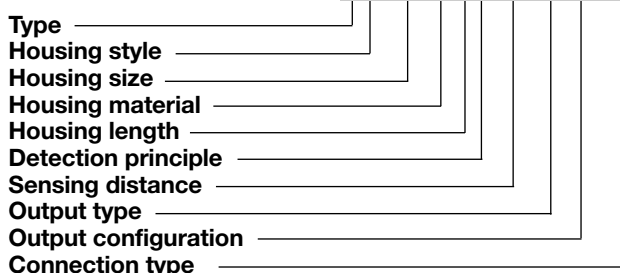 Type
Housing style
Housing size
Housing material
Housing length
Detection principle
Sensing distance
Output type
Output configuration
Connection type